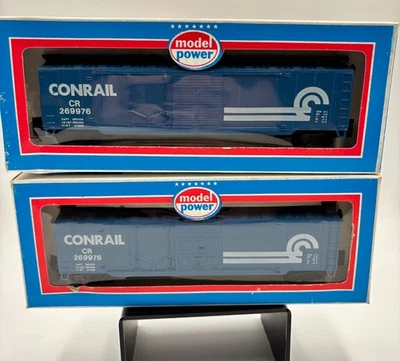 model
power
CONRAIL
CR
269976
model
power
CONRAIL
CR
269976